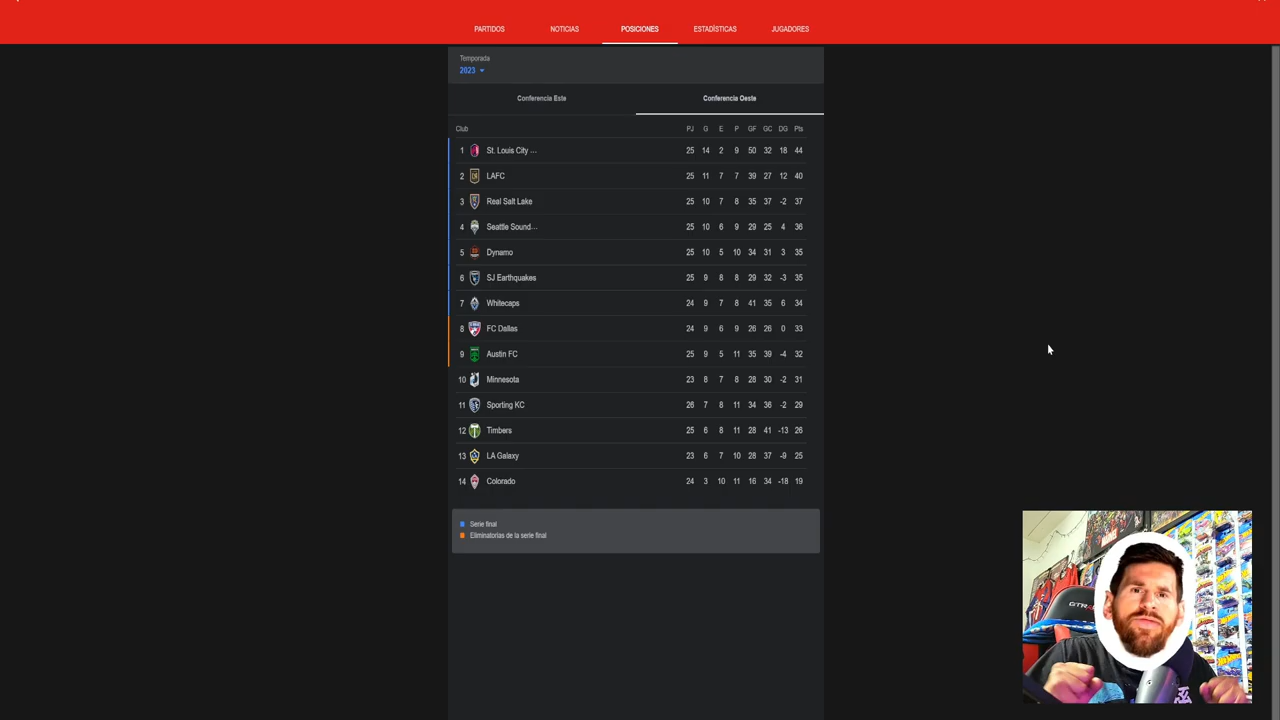 PARTIDOS NOTICIAS POSICIONES ESTADÍSTICAS JUGADORES
Temporada
2023
Conferencia Este Conferencia Oeste
Club PJ G E P GF GC DG Pts
1 St. Louis City ... 25 14 2 9 50 32 18 44
2 LAFC 25 11 7 7 39 27 12 40
3 Real Salt Lake 25 10 7 8 35 37 -2 37
4 Seattle Sound... 25 10 6 9 29 25 4 36
5 Dynamo 25 10 5 10 34 31 3 35
6 SJ Earthquakes 25 9 8 8 29 32 -3 35
7 Whitecaps 24 9 7 8 41 35 6 34
8 FC Dallas 24 9 6 9 26 26 0 33
9 Austin FC 25 9 5 11 35 39 -4 32
10 Minnesota 23 8 7 8 28 30 -2 31
11 Sporting KC 26 7 8 11 34 36 -2 29
12 Timbers 25 6 8 11 28 41 -13 26
13 LA Galaxy 23 6 7 10 28 37 -9 25
14 Colorado 24 3 10 11 16 34 -18 19
Serie final
Eliminatorias de la serie final